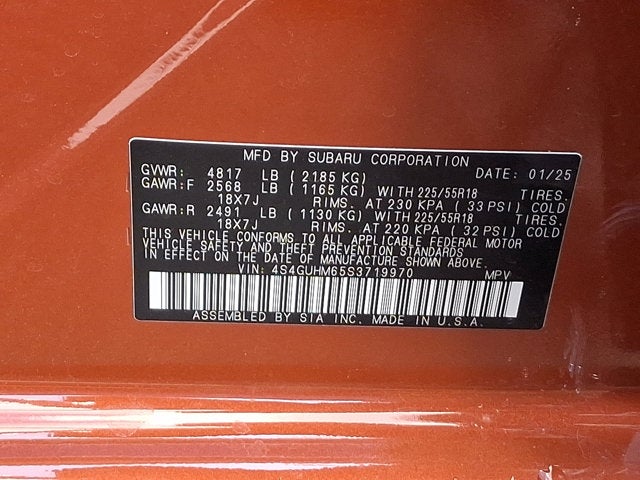 MFD BY SUBARU CORPORATION DATE: 01/25
GVWR: 4817 LB (2185 KG)
GAWR:F 2568 LB (1165 KG) WITH 225/55R18 TIRES.
18X7J RIMS. AT 230 KPA (33 PSI) COLD
GAWR:R 2491 LB (1130 KG) WITH 225/55R18 TIRES.
18X7J RIMS. AT 220 KPA (32 PSI) COLD
THIS VEHICLE CONFORMS TO ALL APPLICABLE FEDERAL MOTOR
VEHICLE SAFETY AND THEFT PREVENTION STANDARDS
IN EFFECT ON THE DATE OF MANUFACTURE SHOWN ABOVE.
VIN: 4S4GUHM65S3719970 MPV
ASSEMBLED BY SIA INC. MADE IN U.S.A.